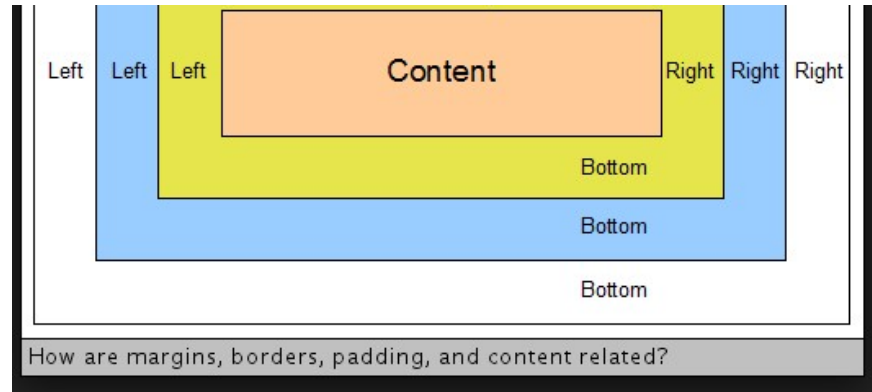 Left Left Left Content Right Right Right
Bottom
Bottom
Bottom
How are margins, borders, padding, and content related?